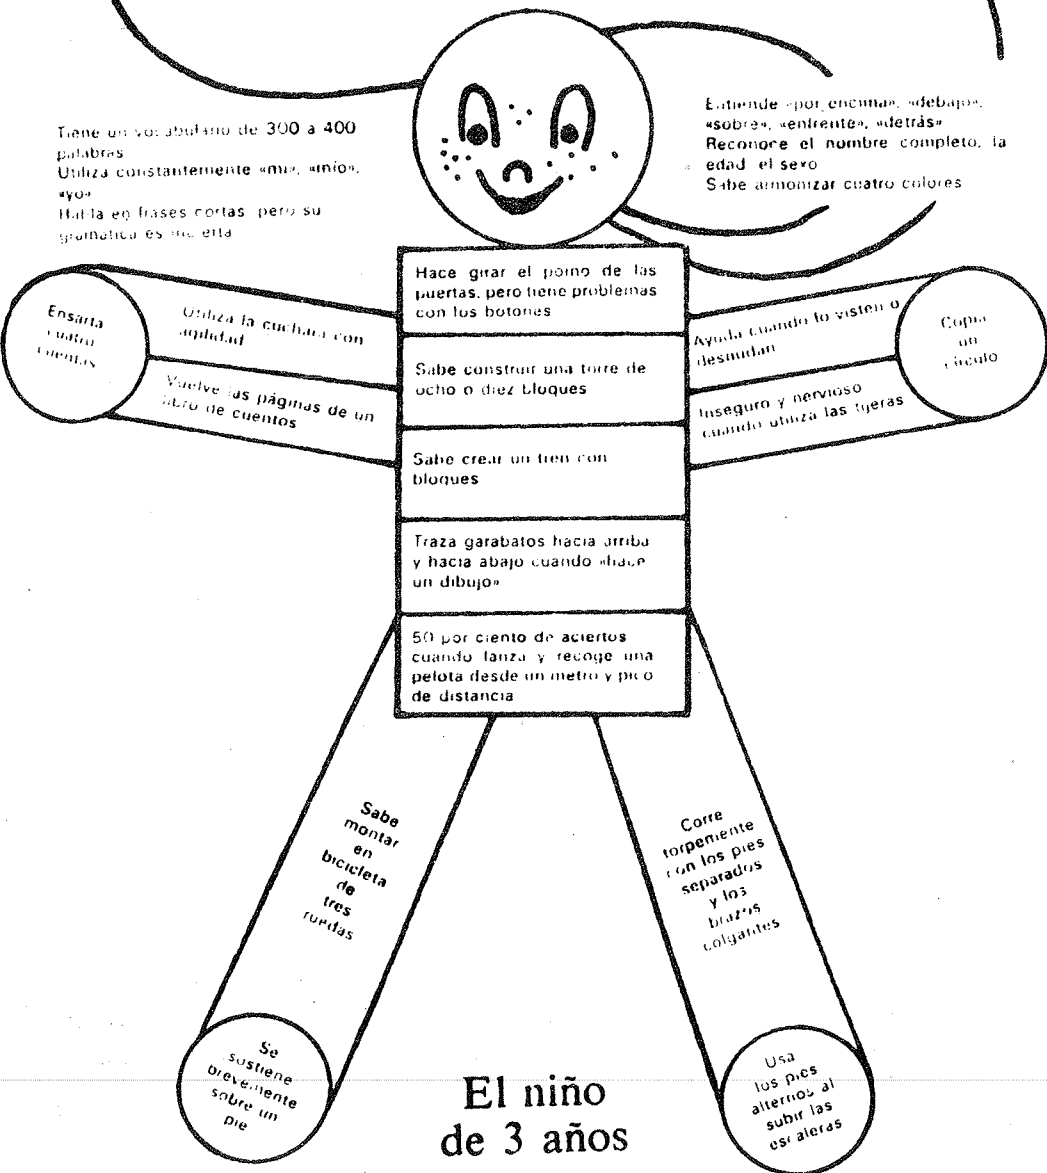 Tiene un vocabulario de 300 a 400
palabras
Utiliza constantemente «mi», «mío»,
«yo»
Habla en frases cortas, pero su
gramática es incierta
Entiende «por encima», «debajo»,
«sobre», «enfrente», «detrás»
Reconoce el nombre completo, la
edad, el sexo
Sabe armonizar cuatro colores
Hace girar el pomo de las
puertas, pero tiene problemas
con los botones
Sabe construir una torre de
ocho o diez bloques
Sabe crear un tren con
bloques
Traza garabatos hacia arriba
y hacia abajo cuando «hace
un dibujo»
50 por ciento de aciertos
cuando lanza y recoge una
pelota desde un metro y pico
de distancia
Ensarta
cuatro
cuentas
Utiliza la cuchara con
agilidad
Vuelve las páginas de un
libro de cuentos
Ayuda cuando lo visten o
desnudan
Inseguro y nervioso
cuando utiliza las tijeras
Copia
un
círculo
Sabe
montar
en
bicicleta
de
tres
ruedas
Corre
torpemente
con los pies
separados
y los
brazos
colgantes
Se
sostiene
brevemente
sobre un
pie
Usa
los pies
alternos al
subir las
escaleras
El niño
de 3 años